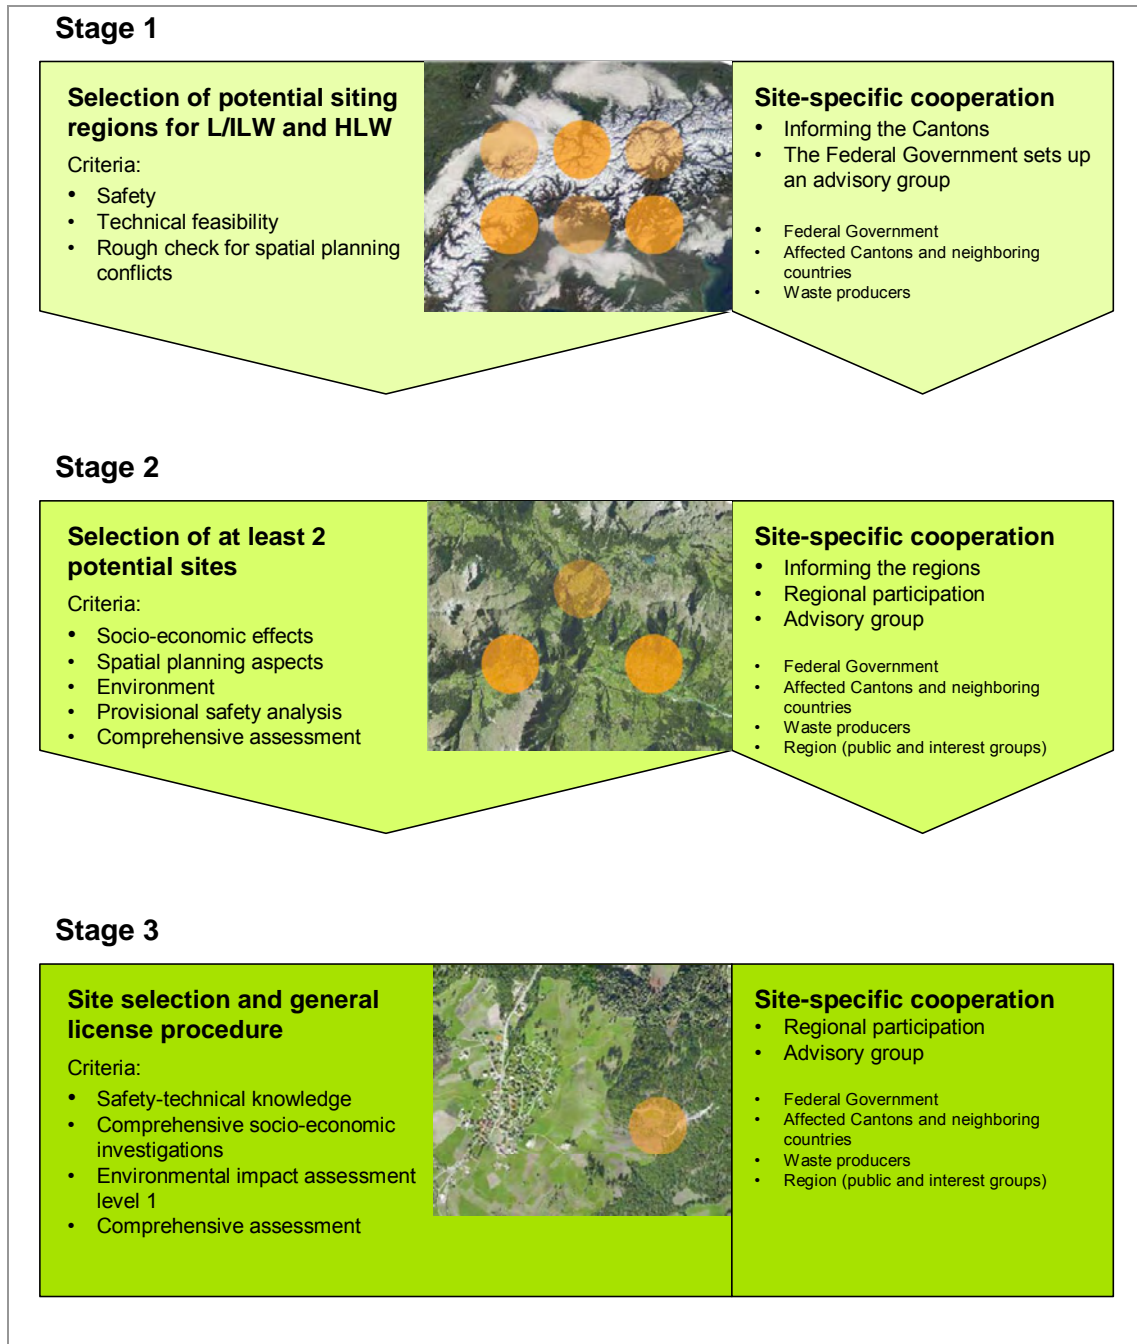 Stage 1
Selection of potential siting
regions for L/ILW and HLW
Criteria:
• Safety
• Technical feasibility
• Rough check for spatial planning
conflicts
Site-specific cooperation
• Informing the Cantons
• The Federal Government sets up
an advisory group
• Federal Government
• Affected Cantons and neighboring
countries
• Waste producers
Stage 2
Selection of at least 2
potential sites
Criteria:
• Socio-economic effects
• Spatial planning aspects
• Environment
• Provisional safety analysis
• Comprehensive assessment
Site-specific cooperation
• Informing the regions
• Regional participation
• Advisory group
• Federal Government
• Affected Cantons and neighboring
countries
• Waste producers
• Region (public and interest groups)
Stage 3
Site selection and general
license procedure
Criteria:
• Safety-technical knowledge
• Comprehensive socio-economic
investigations
• Environmental impact assessment
level 1
• Comprehensive assessment
Site-specific cooperation
• Regional participation
• Advisory group
• Federal Government
• Affected Cantons and neighboring
countries
• Waste producers
• Region (public and interest groups)